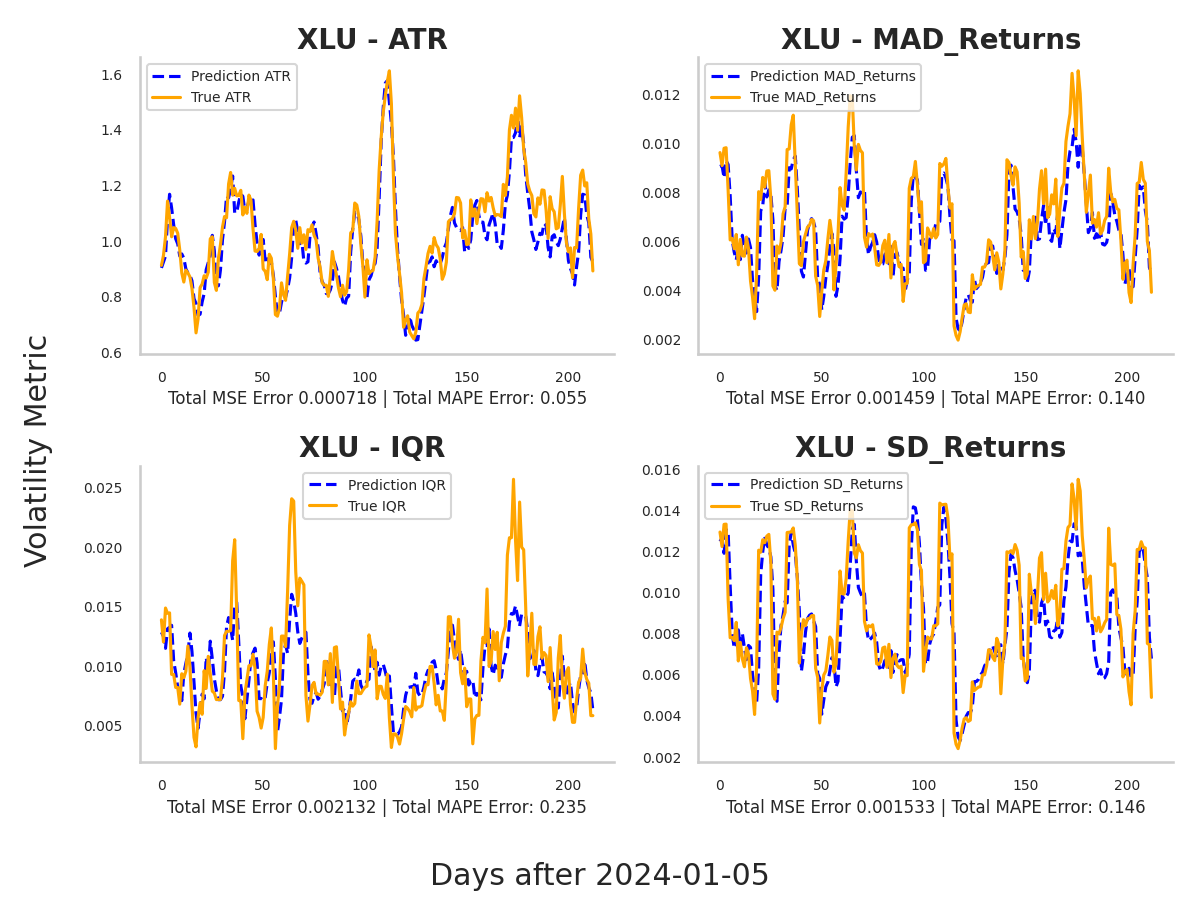 XLU - ATR
Prediction ATR
True ATR
1.6
1.4
1.2
1.0
0.8
0.6
0
50
100
150
200
Total MSE Error 0.000718 | Total MAPE Error: 0.055
XLU - MAD_Returns
Prediction MAD_Returns
True MAD_Returns
0.012
0.010
0.008
0.006
0.004
0.002
0
50
100
150
200
Total MSE Error 0.001459 | Total MAPE Error: 0.140
Volatility Metric
XLU - IQR
Prediction IQR
True IQR
0.025
0.020
0.015
0.010
0.005
0
50
100
150
200
Total MSE Error 0.002132 | Total MAPE Error: 0.235
XLU - SD_Returns
Prediction SD_Returns
True SD_Returns
0.016
0.014
0.012
0.010
0.008
0.006
0.004
0.002
0
50
100
150
200
Total MSE Error 0.001533 | Total MAPE Error: 0.146
Days after 2024-01-05